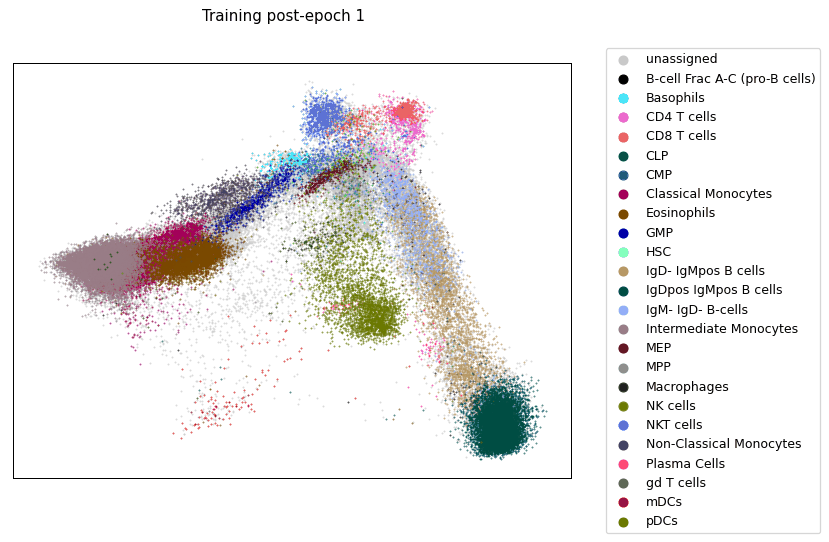 Training post-epoch 1
unassigned
B-cell Frac A-C (pro-B cells)
Basophils
CD4 T cells
CD8 T cells
CLP
CMP
Classical Monocytes
Eosinophils
GMP
HSC
IgD- IgMpos B cells
IgDpos IgMpos B cells
IgM- IgD- B-cells
Intermediate Monocytes
MEP
MPP
Macrophages
NK cells
NKT cells
Non-Classical Monocytes
Plasma Cells
gd T cells
mDCs
pDCs